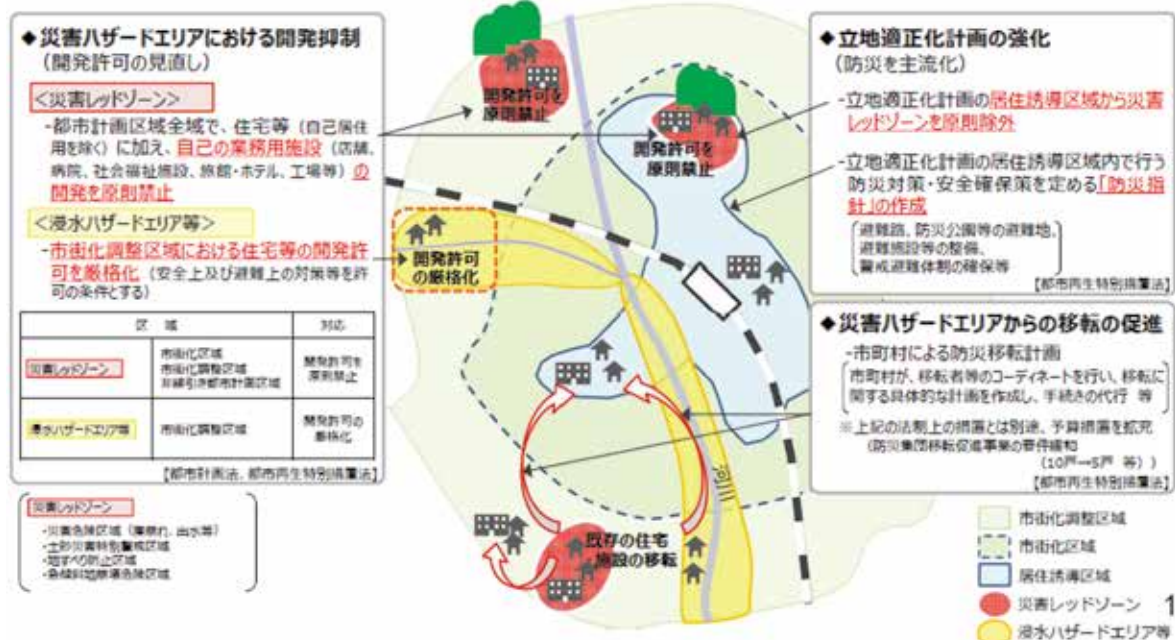 ◆災害ハザードエリアにおける開発抑制
(開発許可の見直し)
<災害レッドゾーン>
-都市計画区域全域で、住宅等（自己居住
用を除く）に加え、自己の業務用施設（店舗、
病院、社会福祉施設、旅館・ホテル、工場等）の
開発を原則禁止
<浸水ハザードエリア等>
-市街化調整区域における住宅等の開発許
可を厳格化（安全上及び避難上の対策等を許
可の条件とする）
区 域 対応
災害レッドゾーン
市街化区域
市街化調整区域
非線引き都市計画区域
開発許可を
原則禁止
浸水ハザードエリア等
市街化調整区域
開発許可の
厳格化
【都市計画法、都市再生特別措置法】
災害レッドゾーン
・災害危険区域（崖崩れ、出水等）
・土砂災害特別警戒区域
・地すべり防止区域
・急傾斜地崩壊危険区域
開発許可を
原則禁止
開発許可を
原則禁止
開発許可
の厳格化
河川
既存の住宅
施設の移転
◆立地適正化計画の強化
(防災を主流化)
-立地適正化計画の居住誘導区域から災害
レッドゾーンを原則除外
-立地適正化計画の居住誘導区域内で行う
防災対策・安全確保策を定める「防災指
針」の作成
避難路、防災公園等の避難地、
避難施設等の整備、
警戒避難体制の確保等
【都市再生特別措置法】
◆災害ハザードエリアからの移転の促進
-市町村による防災移転計画
市町村が、移転者等のコーディネートを行い、移転に
関する具体的な計画を作成し、手続きの代行 等
※上記の法制上の措置とは別途、予算措置を拡充
（防災集団移転促進事業の要件緩和
（10戸→5戸 等））
【都市再生特別措置法】
市街化調整区域
市街化区域
居住誘導区域
災害レッドゾーン
浸水ハザードエリア等
1